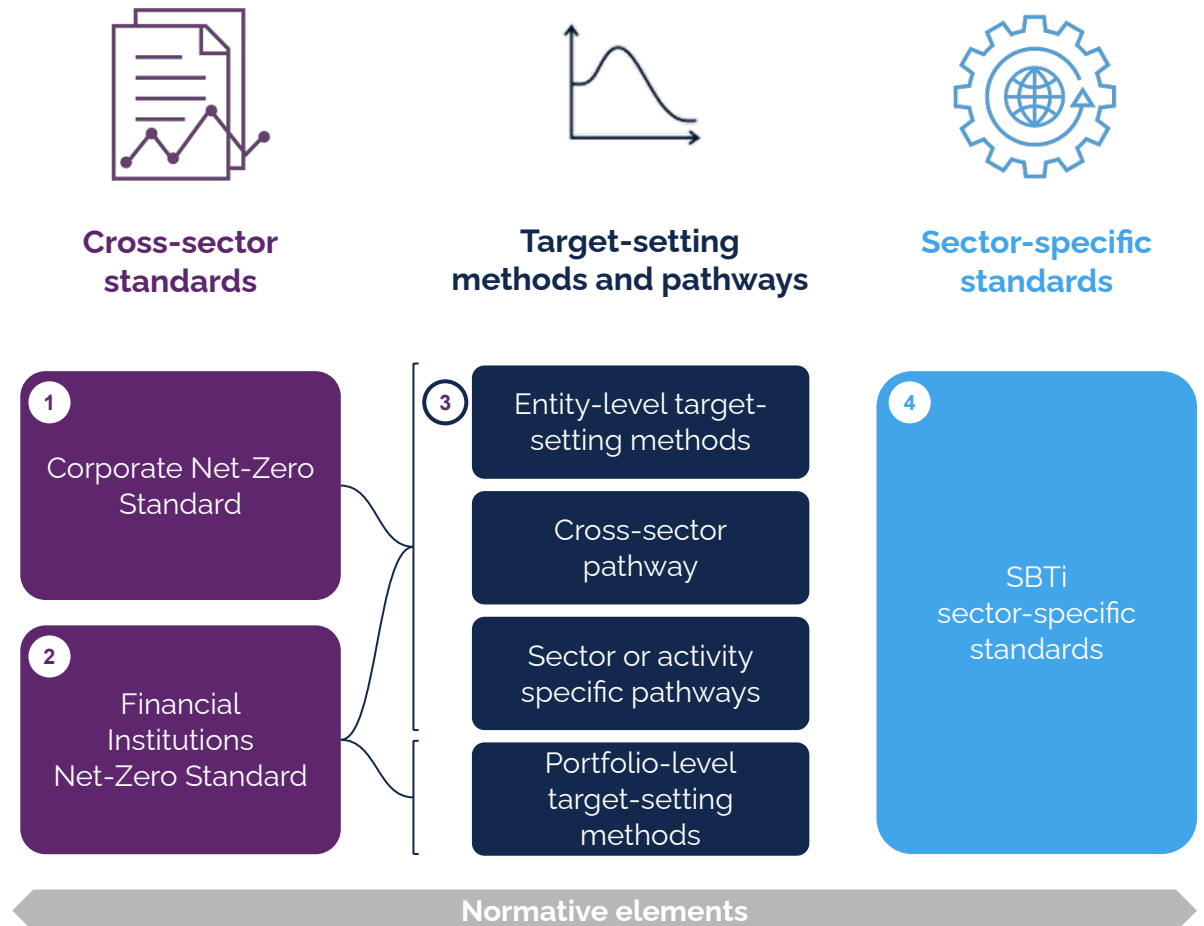 Cross-sector
standards
Target-setting
methods and pathways
Sector-specific
standards
1
Corporate Net-Zero
Standard
2
Financial
Institutions
Net-Zero Standard
3
Entity-level target-
setting methods
Cross-sector
pathway
Sector or activity
specific pathways
Portfolio-level
target-setting
methods
4
SBTi
sector-specific
standards
Normative elements